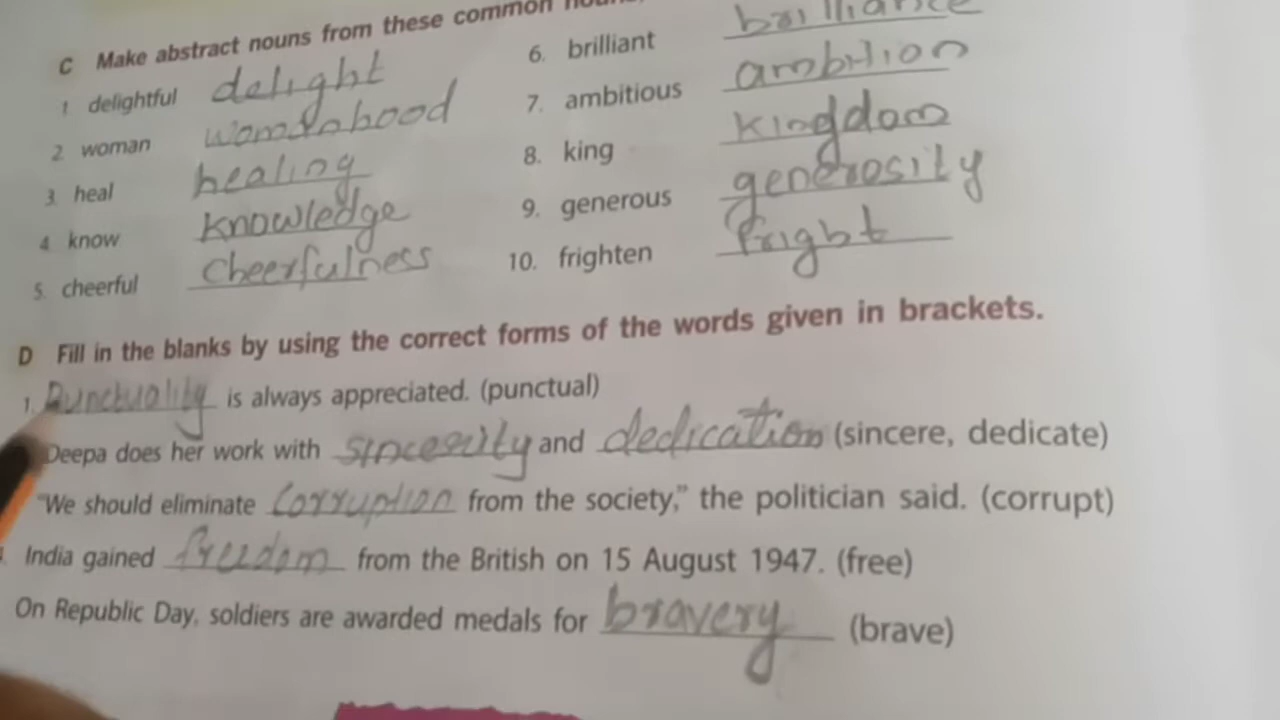 C Make abstract nouns from these common nouns.
1 delightful delight
2 woman womanhood
3. heal healing
4 know knowledge
5. cheerful cheerfulness
6. brilliant brilliance
7. ambitious ambition
8. king kingdom
9. generous generosity
10. frighten fright
D Fill in the blanks by using the correct forms of the words given in brackets.
1. Punctuality is always appreciated. (punctual)
Deepa does her work with sincerity and dedication (sincere, dedicate)
"We should eliminate Corruption from the society," the politician said. (corrupt)
India gained freedom from the British on 15 August 1947. (free)
On Republic Day, soldiers are awarded medals for bravery (brave)